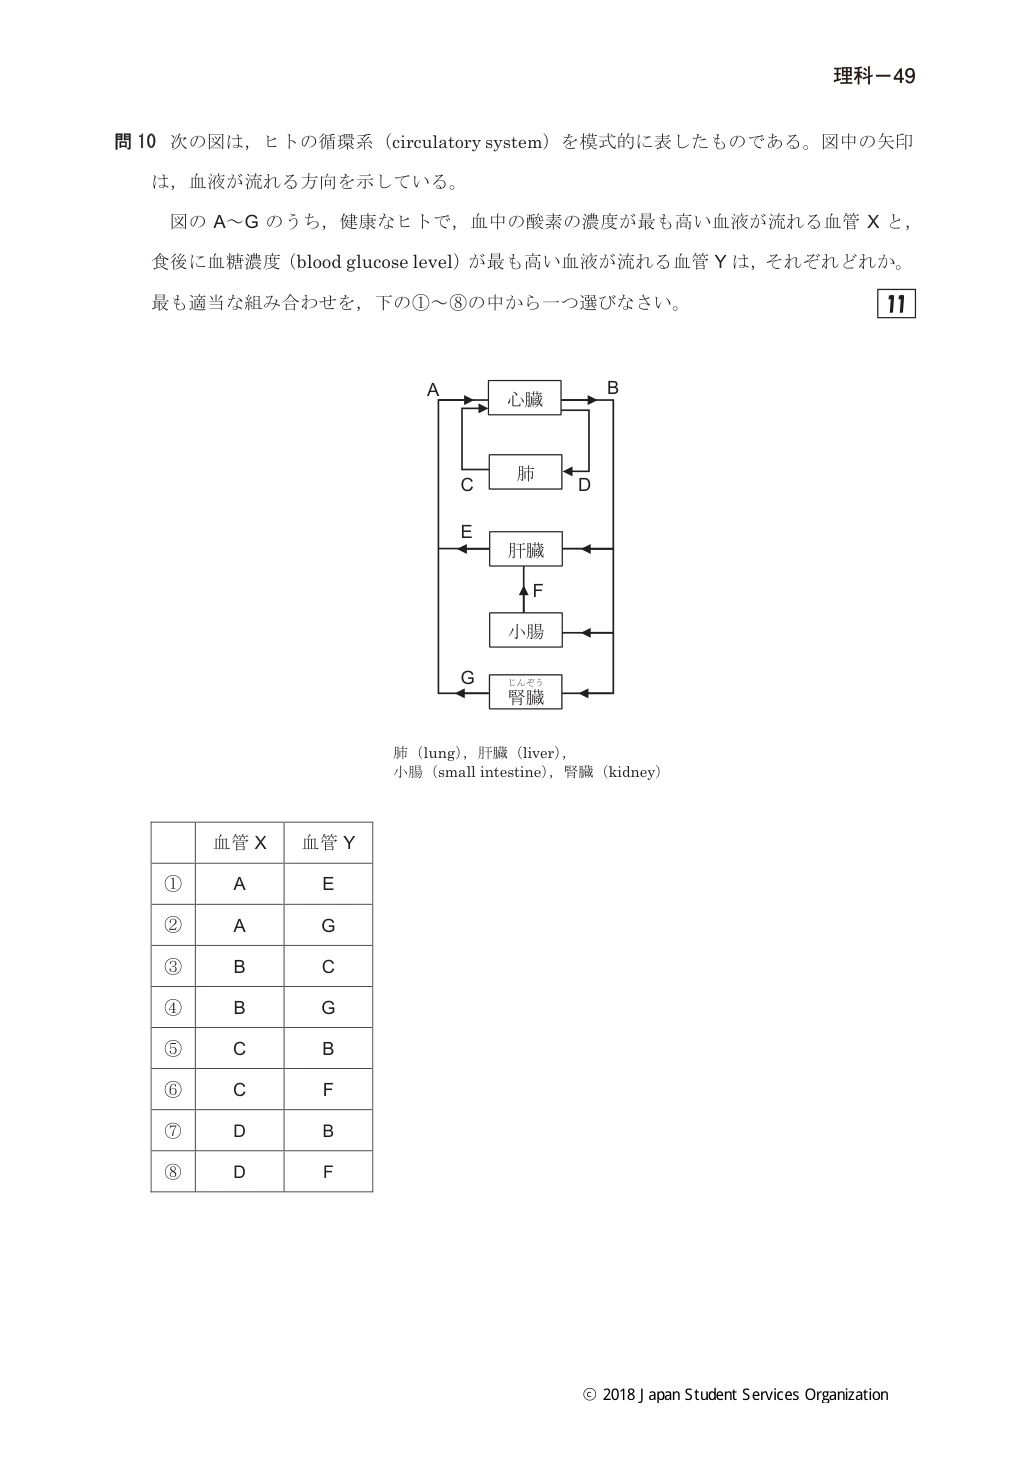 理科－49
問10 次の図は，ヒトの循環系（circulatory system）を模式的に表したものである。図中の矢印
は，血液が流れる方向を示している。
図の A～G のうち，健康なヒトで，血中の酸素の濃度が最も高い血液が流れる血管 X と，
食後に血糖濃度（blood glucose level）が最も高い血液が流れる血管 Y は，それぞれどれか。
最も適当な組み合わせを，下の①～⑧の中から一つ選びなさい。 11
A 心臓 B
肺
C D
E
肝臓
F
小腸
G じんぞう
腎臓
肺（lung），肝臓（liver），
小腸（small intestine），腎臓（kidney）
血管 X 血管 Y
① A E
② A G
③ B C
④ B G
⑤ C B
⑥ C F
⑦ D B
⑧ D F
© 2018 Japan Student Services Organization